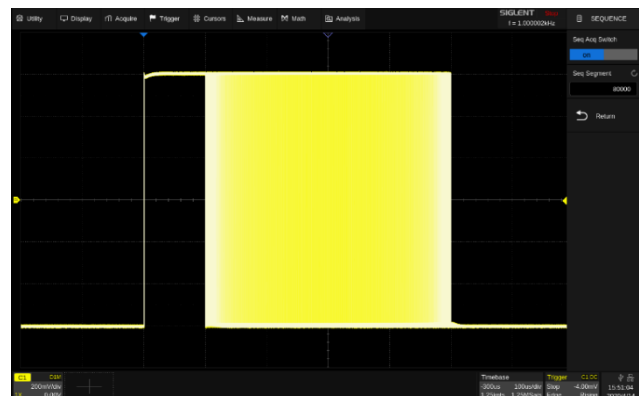 Utility Display Acquire Trigger Cursors Measure Math Analysis
SIGLENT
f = 1.000002kHz
SEQUENCE
Seq Acq Switch
on
Seq Segment
80000
Return
C1
200mV/div
Timebase
-300us 100us/div
Trigger
Stop -4.00mV
15:51:04